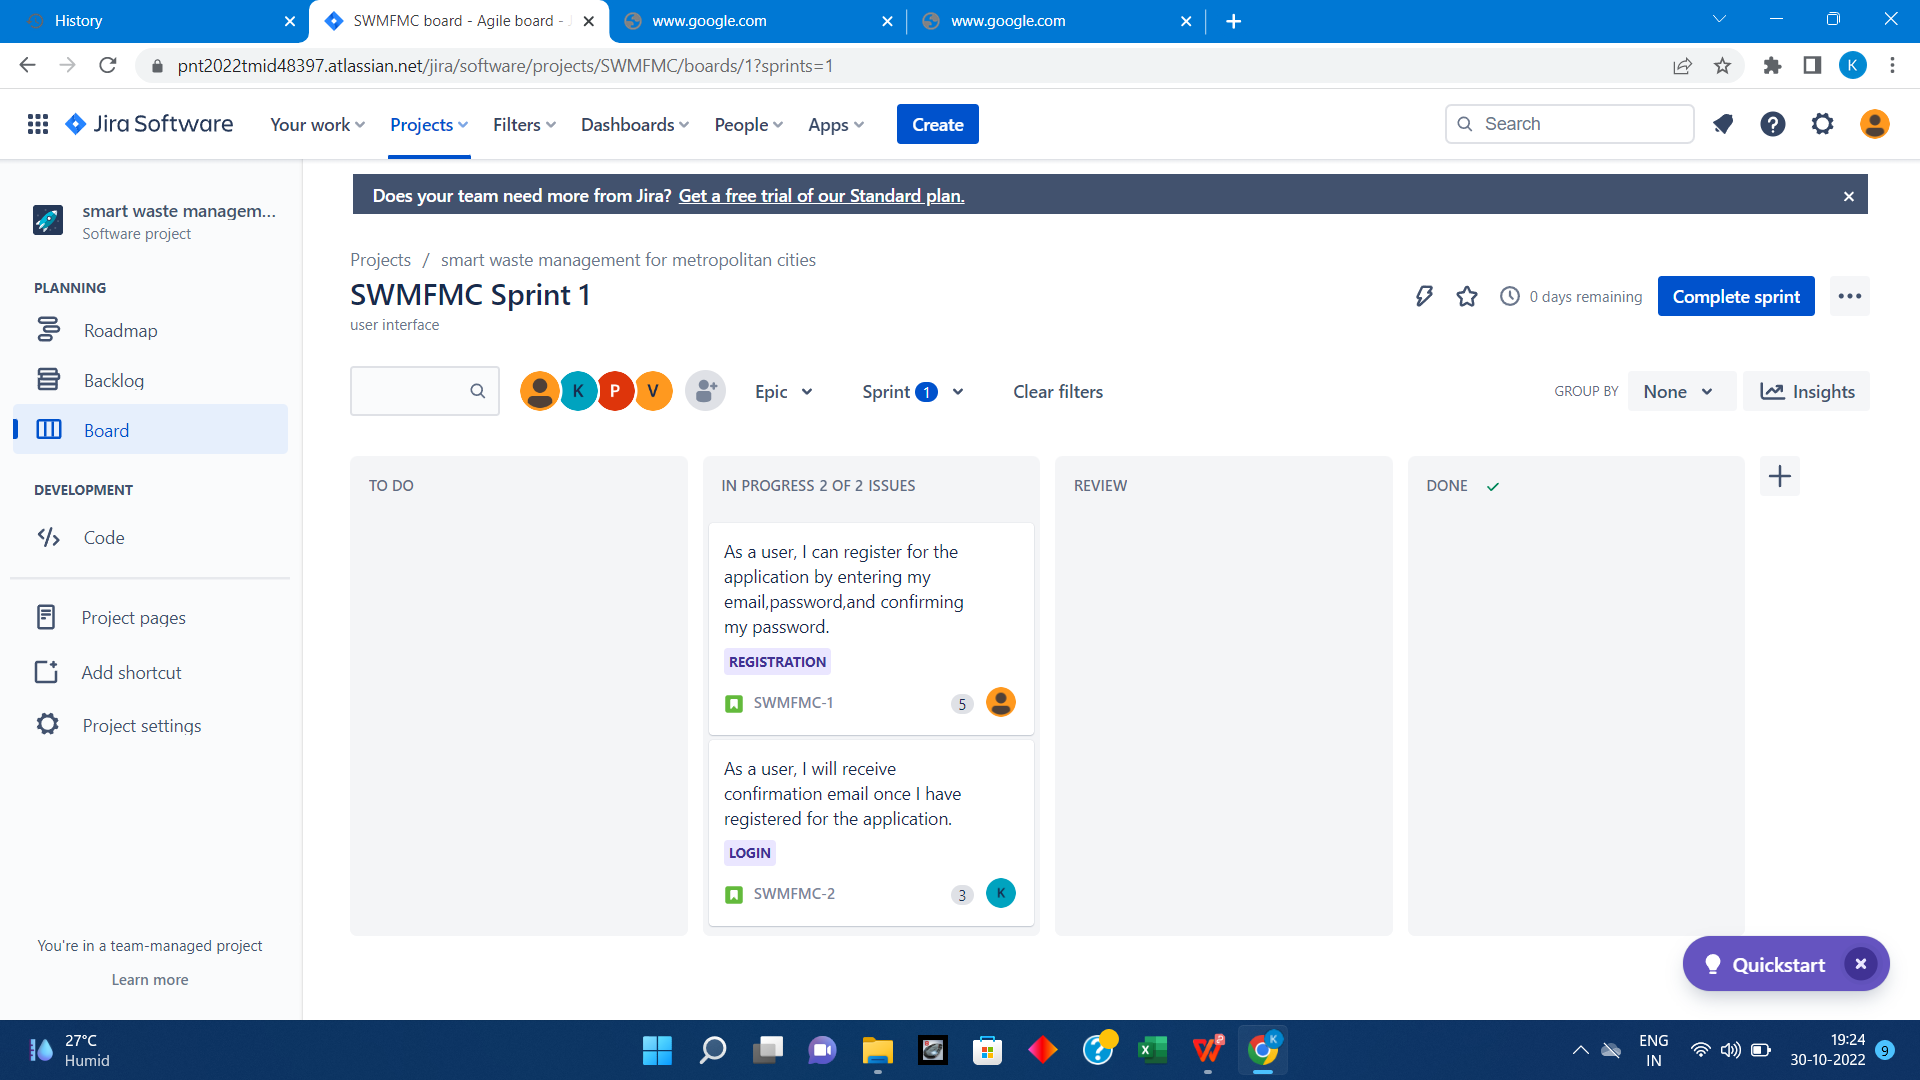 History
SWMFMC board - Agile board -
www.google.com
www.google.com
pnt2022tmid48397.atlassian.net/jira/software/projects/SWMFMC/boards/1?sprints=1
K
Jira Software
Your work
Projects
Filters
Dashboards
People
Apps
Create
Search
smart waste managem...
Software project
Does your team need more from Jira? Get a free trial of our Standard plan.
Projects / smart waste management for metropolitan cities
SWMFMC Sprint 1
user interface
0 days remaining
Complete sprint
PLANNING
Roadmap
Backlog
Board
DEVELOPMENT
Code
Project pages
Add shortcut
Project settings
You're in a team-managed project
Learn more
K
P
V
Epic
Sprint 1
Clear filters
GROUP BY
None
Insights
TO DO
IN PROGRESS 2 OF 2 ISSUES
REVIEW
DONE
As a user, I can register for the
application by entering my
email,password,and confirming
my password.
REGISTRATION
SWMFMC-1
5
As a user, I will receive
confirmation email once I have
registered for the application.
LOGIN
SWMFMC-2
3
K
Quickstart
27°C
Humid
K
ENG
IN
19:24
30-10-2022
9